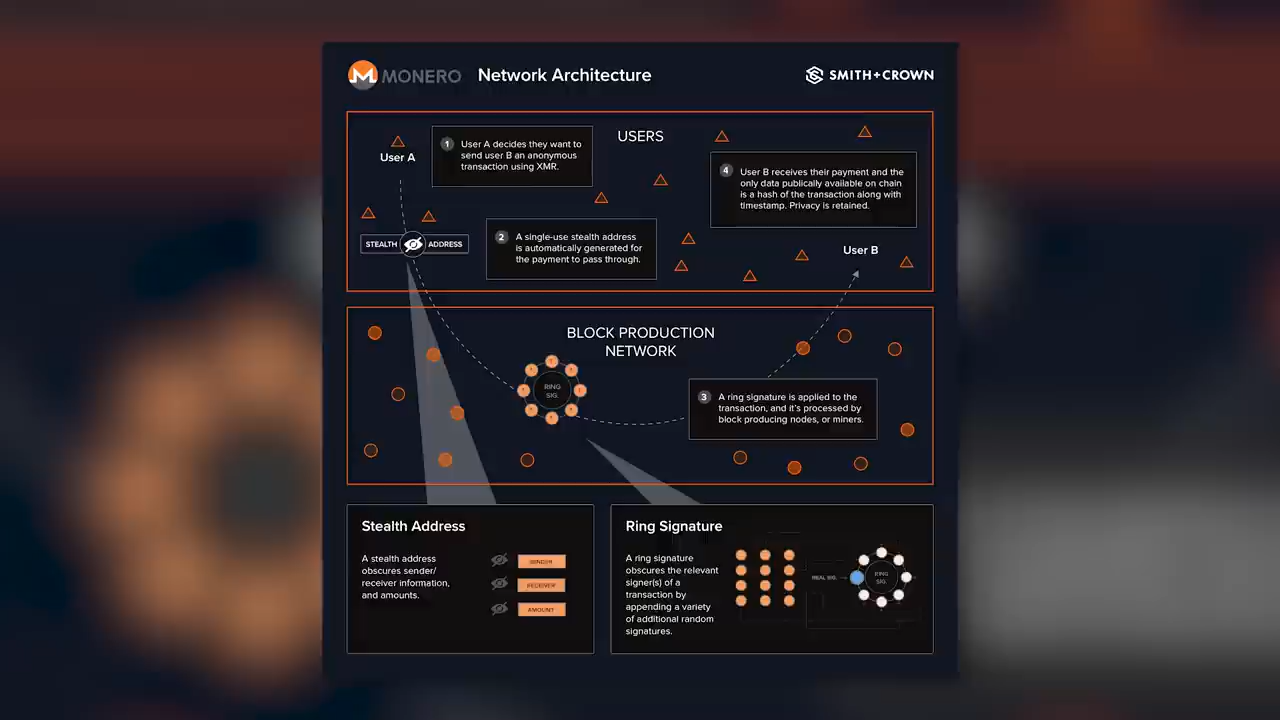 MONERO Network Architecture
SMITH+CROWN
USERS
User A
1 User A decides they want to
send user B an anonymous
transaction using XMR.
STEALTH ADDRESS
2 A single-use stealth address
is automatically generated for
the payment to pass through.
4 User B receives their payment and the
only data publically available on chain
is a hash of the transaction along with
timestamp. Privacy is retained.
User B
BLOCK PRODUCTION
NETWORK
RING
SIG.
3 A ring signature is applied to the
transaction, and it's processed by
block producing nodes, or miners.
Stealth Address
A stealth address
obscures sender/
receiver information,
and amounts.
SENDER
RECEIVER
AMOUNT
Ring Signature
A ring signature
obscures the relevant
signer(s) of a
transaction by
appending a variety
of additional random
signatures.
REAL SIG.
RING
SIG.